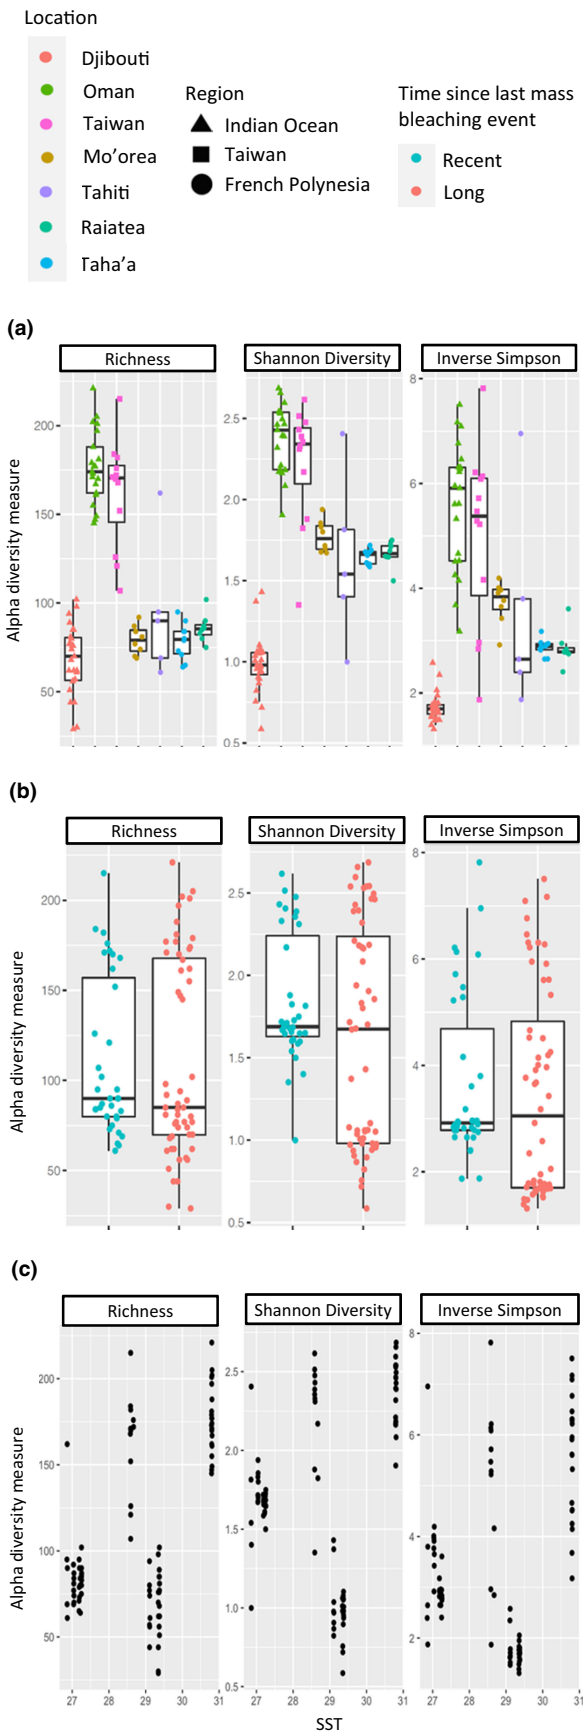 Location
Djibouti
Oman
Taiwan
Mo'orea
Tahiti
Raiatea
Taha'a
Region
Indian Ocean
Taiwan
French Polynesia
Time since last mass
bleaching event
Recent
Long
(a)
Richness
Shannon Diversity
Inverse Simpson
Alpha diversity measure
200
150
100
50
2.5
2.0
1.5
1.0
0.5
8
6
4
2
(b)
Richness
Shannon Diversity
Inverse Simpson
Alpha diversity measure
200
150
100
50
2.5
2.0
1.5
1.0
0.5
8
6
4
2
(c)
Richness
Shannon Diversity
Inverse Simpson
Alpha diversity measure
200
150
100
50
2.5
2.0
1.5
1.0
0.5
8
6
4
2
27 28 29 30 31
27 28 29 30 31
27 28 29 30 31
SST